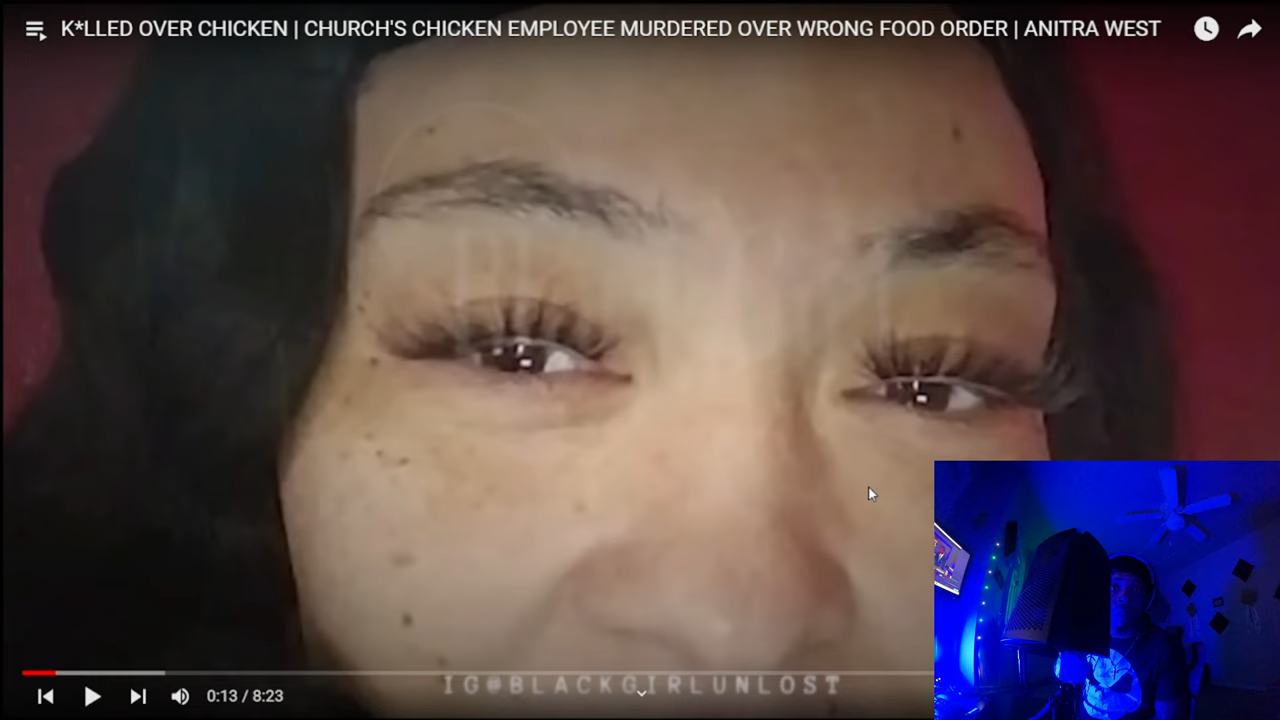 K*LLED OVER CHICKEN | CHURCH'S CHICKEN EMPLOYEE MURDERED OVER WRONG FOOD ORDER | ANITRA WEST
IG@BLACKGIRLUNLOST
0:13 / 8:23